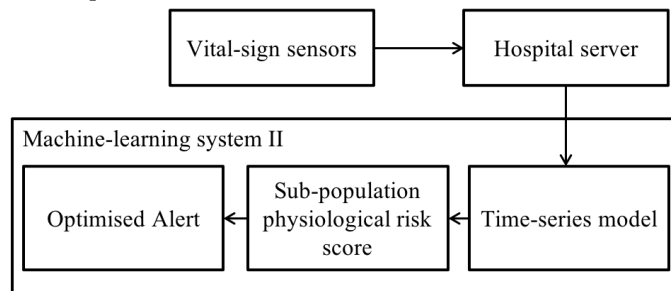 Vital-sign sensors
Hospital server
Machine-learning system II
Optimised Alert
Sub-population
physiological risk
score
Time-series model